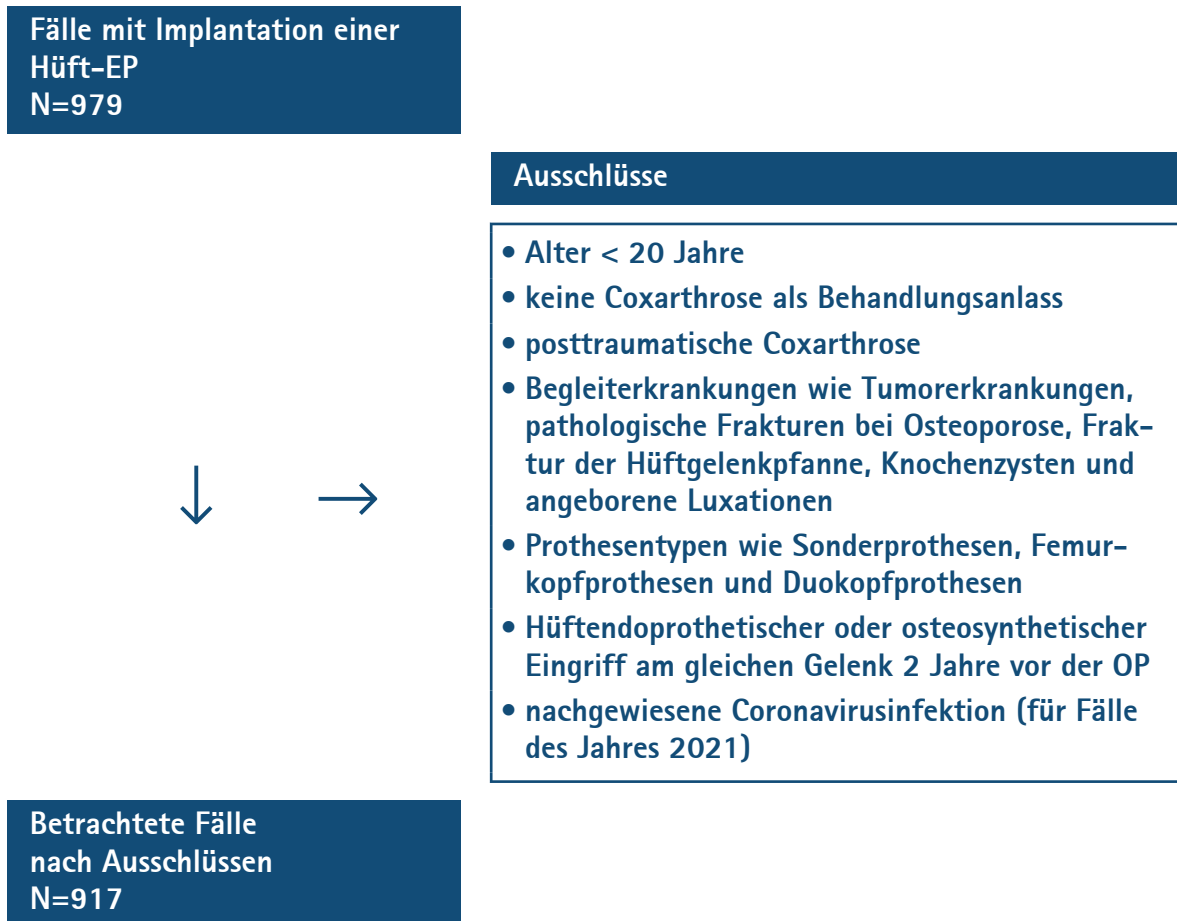 Fälle mit Implantation einer
Hüft-EP
N=979
Ausschlüsse
• Alter < 20 Jahre
• keine Coxarthrose als Behandlungsanlass
• posttraumatische Coxarthrose
• Begleiterkrankungen wie Tumorerkrankungen,
pathologische Frakturen bei Osteoporose, Frak-
tur der Hüftgelenkpfanne, Knochenzysten und
angeborene Luxationen
• Prothesentypen wie Sonderprothesen, Femur-
kopfprothesen und Duokopfprothesen
• Hüftendoprothetischer oder osteosynthetischer
Eingriff am gleichen Gelenk 2 Jahre vor der OP
• nachgewiesene Coronavirusinfektion (für Fälle
des Jahres 2021)
Betrachtete Fälle
nach Ausschlüssen
N=917